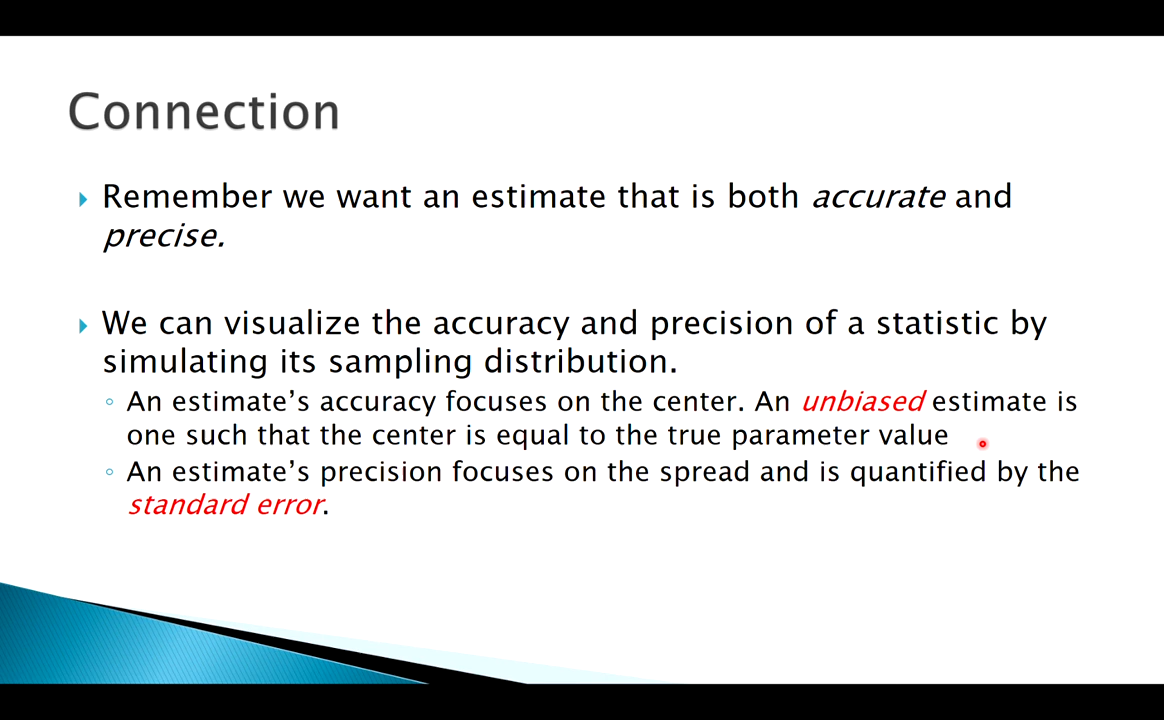 Connection
Remember we want an estimate that is both accurate and
precise.
We can visualize the accuracy and precision of a statistic by
simulating its sampling distribution.
An estimate’s accuracy focuses on the center. An unbiased estimate is
one such that the center is equal to the true parameter value
An estimate’s precision focuses on the spread and is quantified by the
standard error.